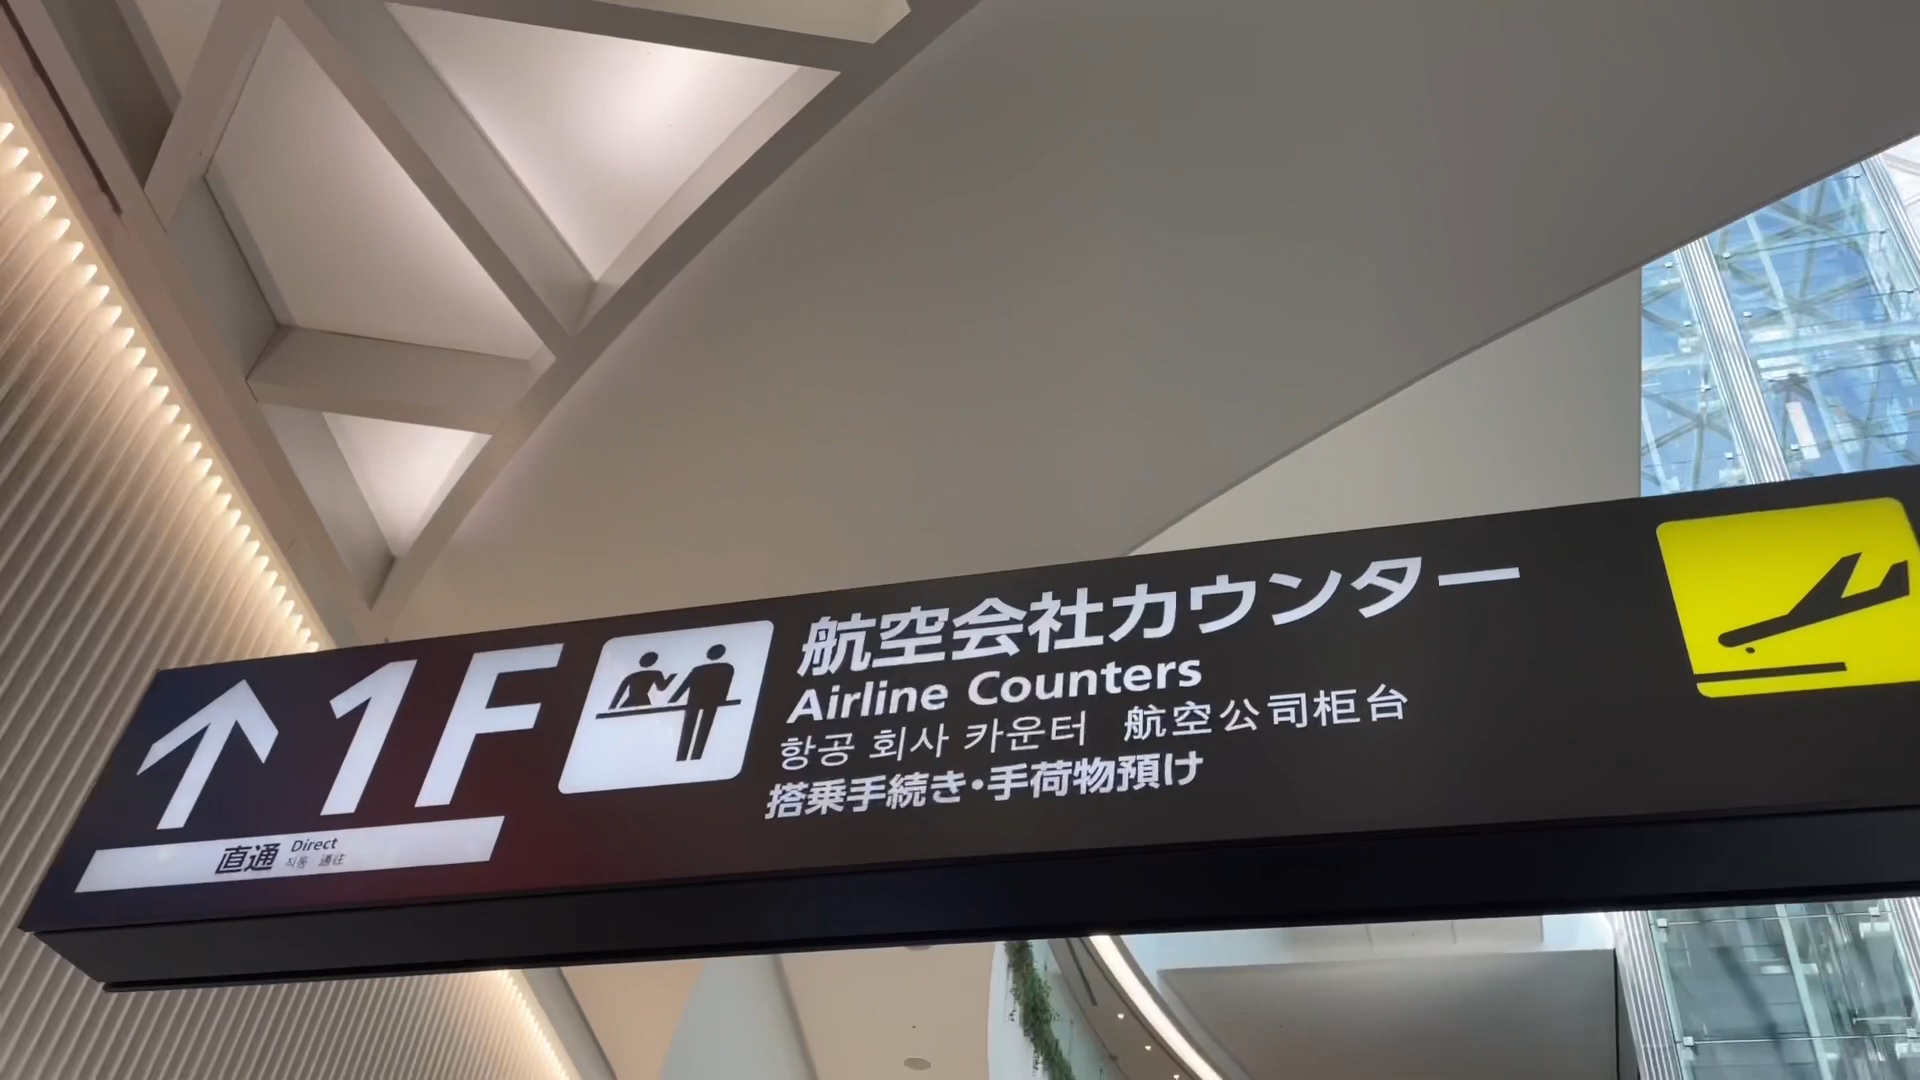 1F
直通 Direct
직통 通往
航空会社カウンター
Airline Counters
항공 회사 카운터 航空公司柜台
搭乗手続き・手荷物預け